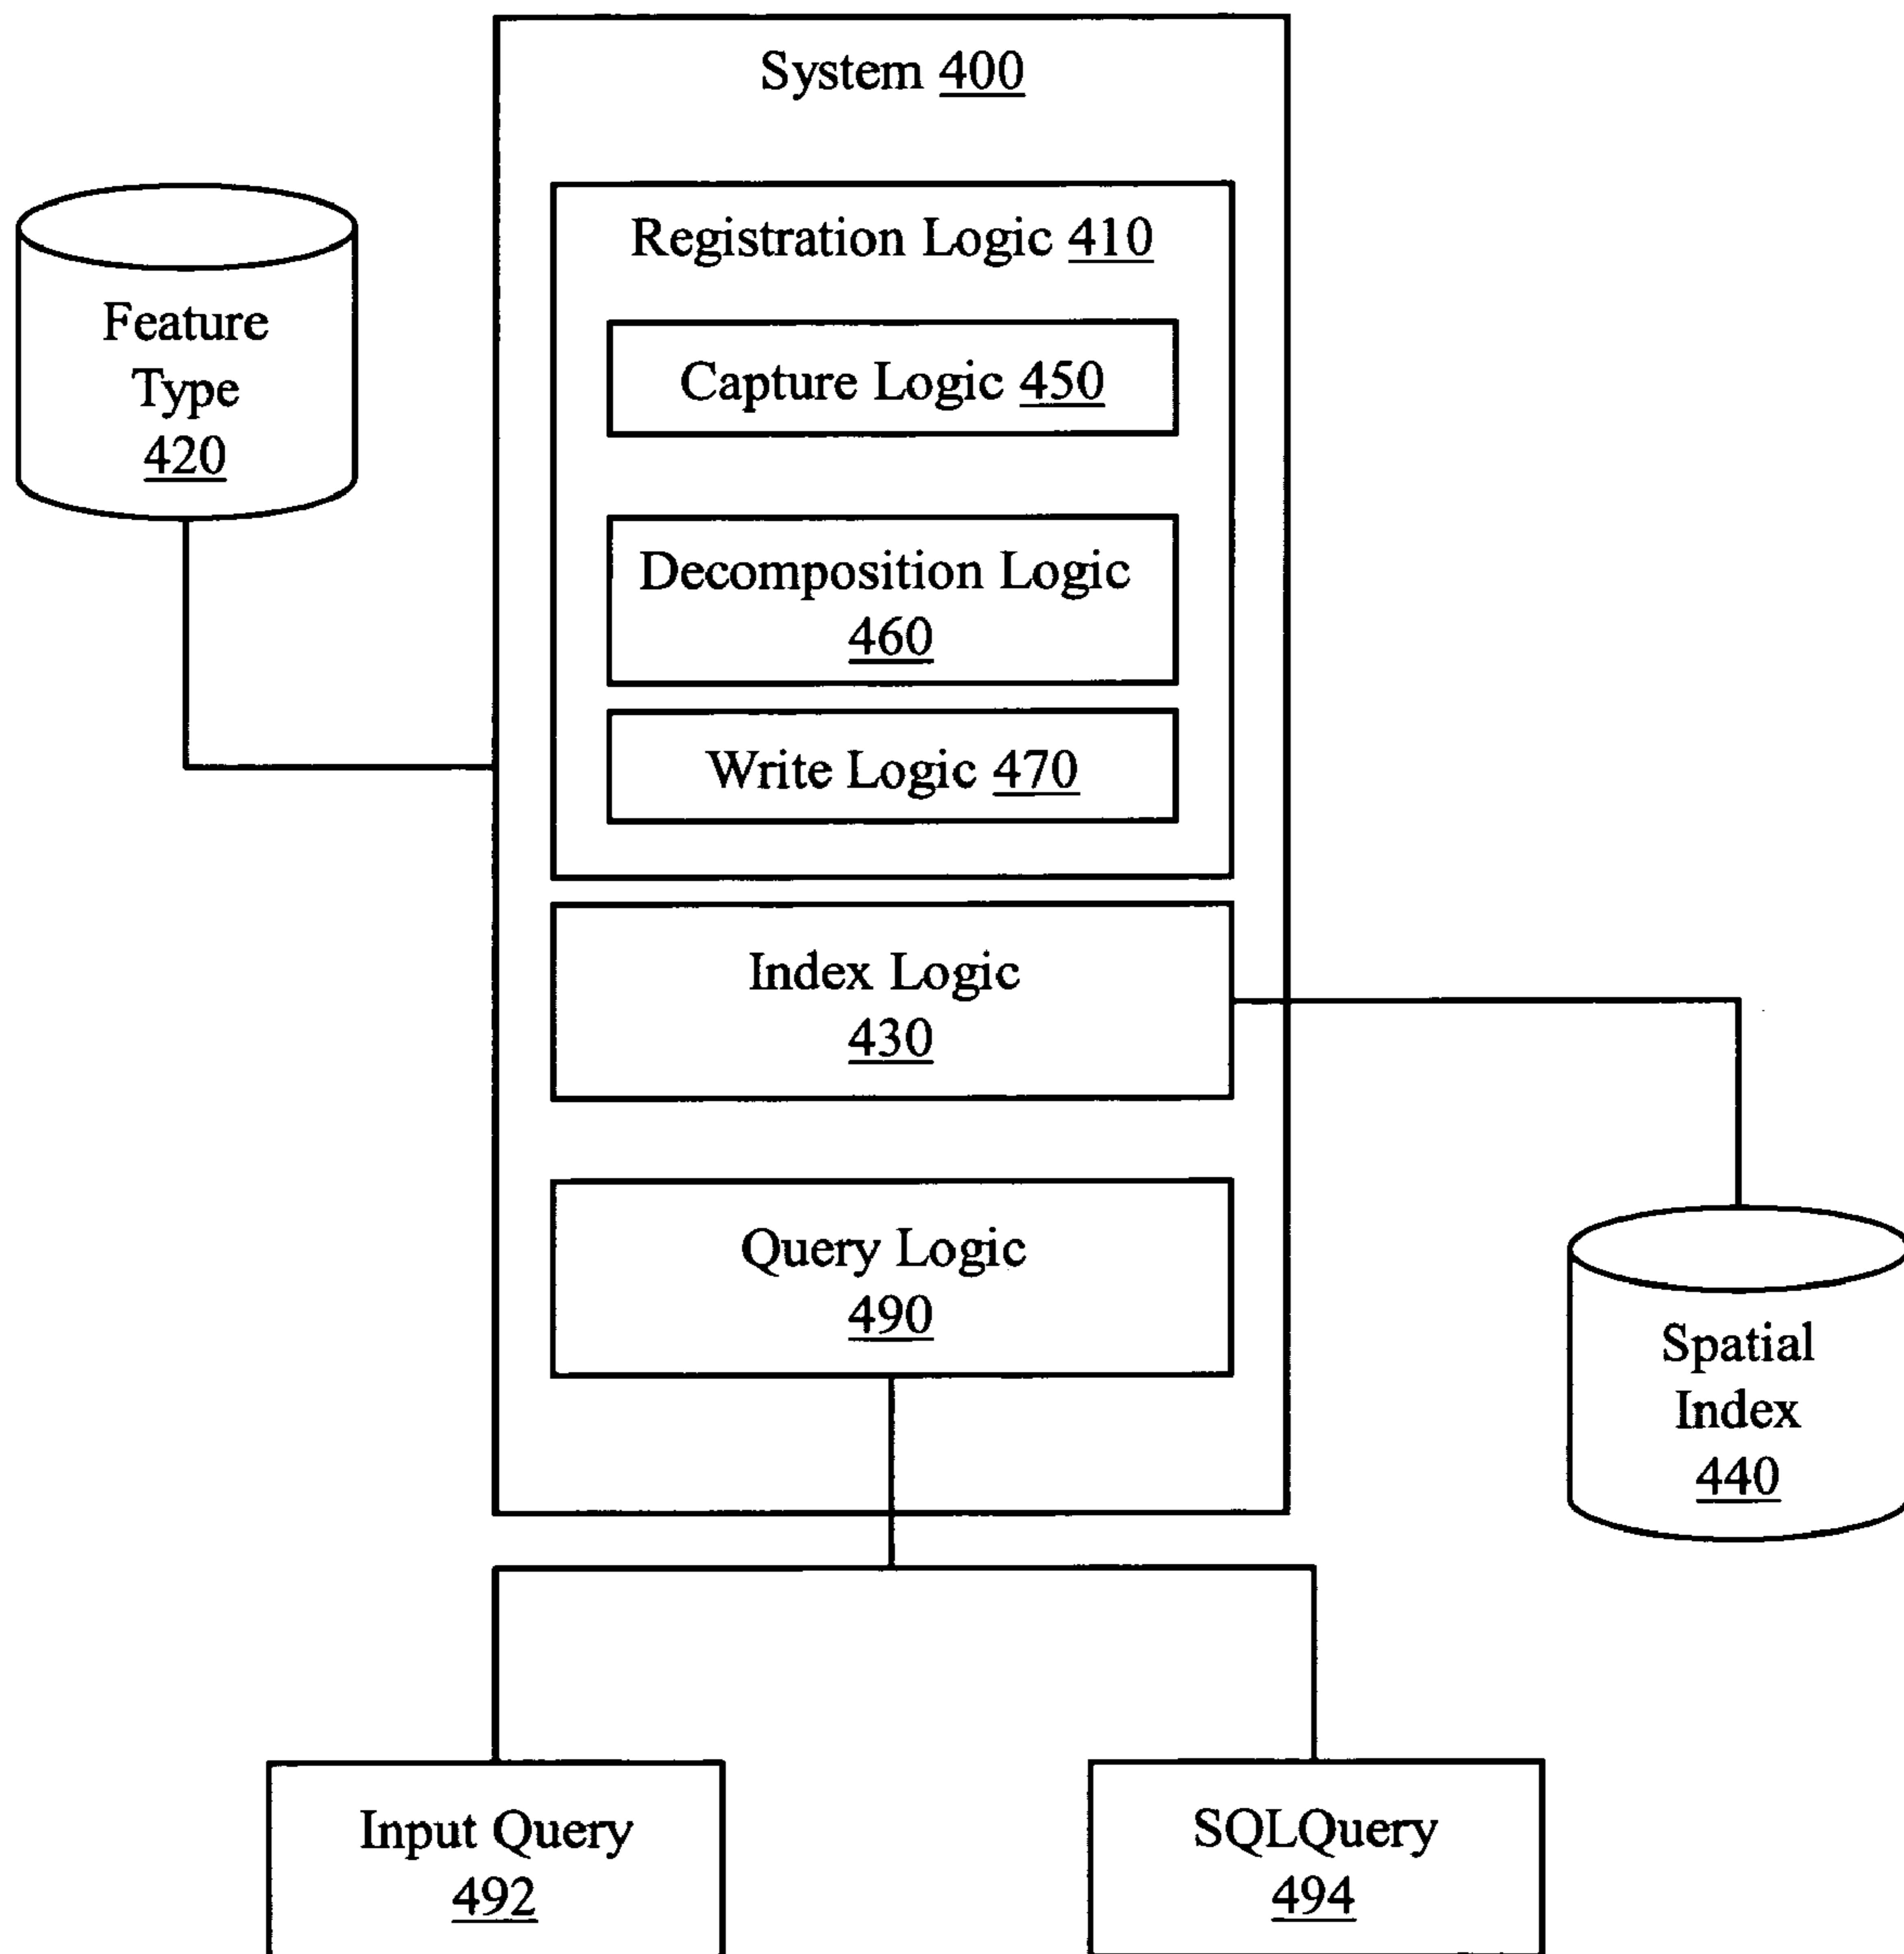 System 400
Registration Logic 410
Feature
Type
420
Capture Logic 450
Decomposition Logic
460
Write Logic 470
Index Logic
430
Query Logic
490
Spatial
Index
440
Input Query
492
SQLQuery
494